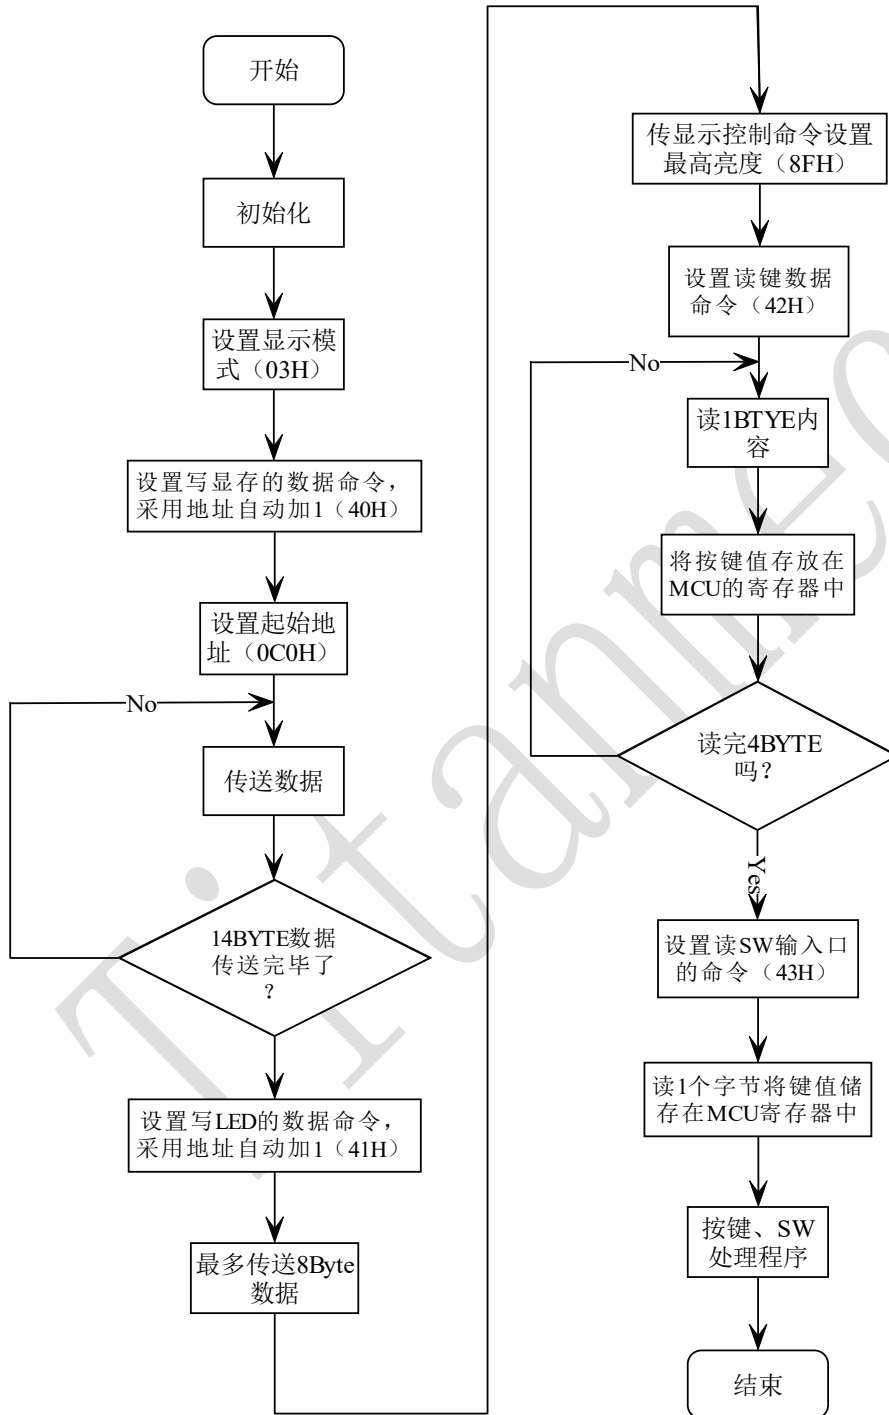 开始
初始化
设置显示模
式（03H）
设置写显存的数据命令，
采用地址自动加1（40H）
设置起始地
址（0C0H）
No
传送数据
14BYTE数据
传送完毕了
？
设置写LED的数据命令，
采用地址自动加1（41H）
最多传送8Byte
数据
传显示控制命令设置
最高亮度（8FH）
设置读键数据
命令（42H）
No
读1BTYE内
容
将按键值存放在
MCU的寄存器中
读完4BYTE
吗？
Yes
设置读SW输入口
的命令（43H）
读1个字节将键值储
存在MCU寄存器中
按键、SW
处理程序
结束
Titanmec